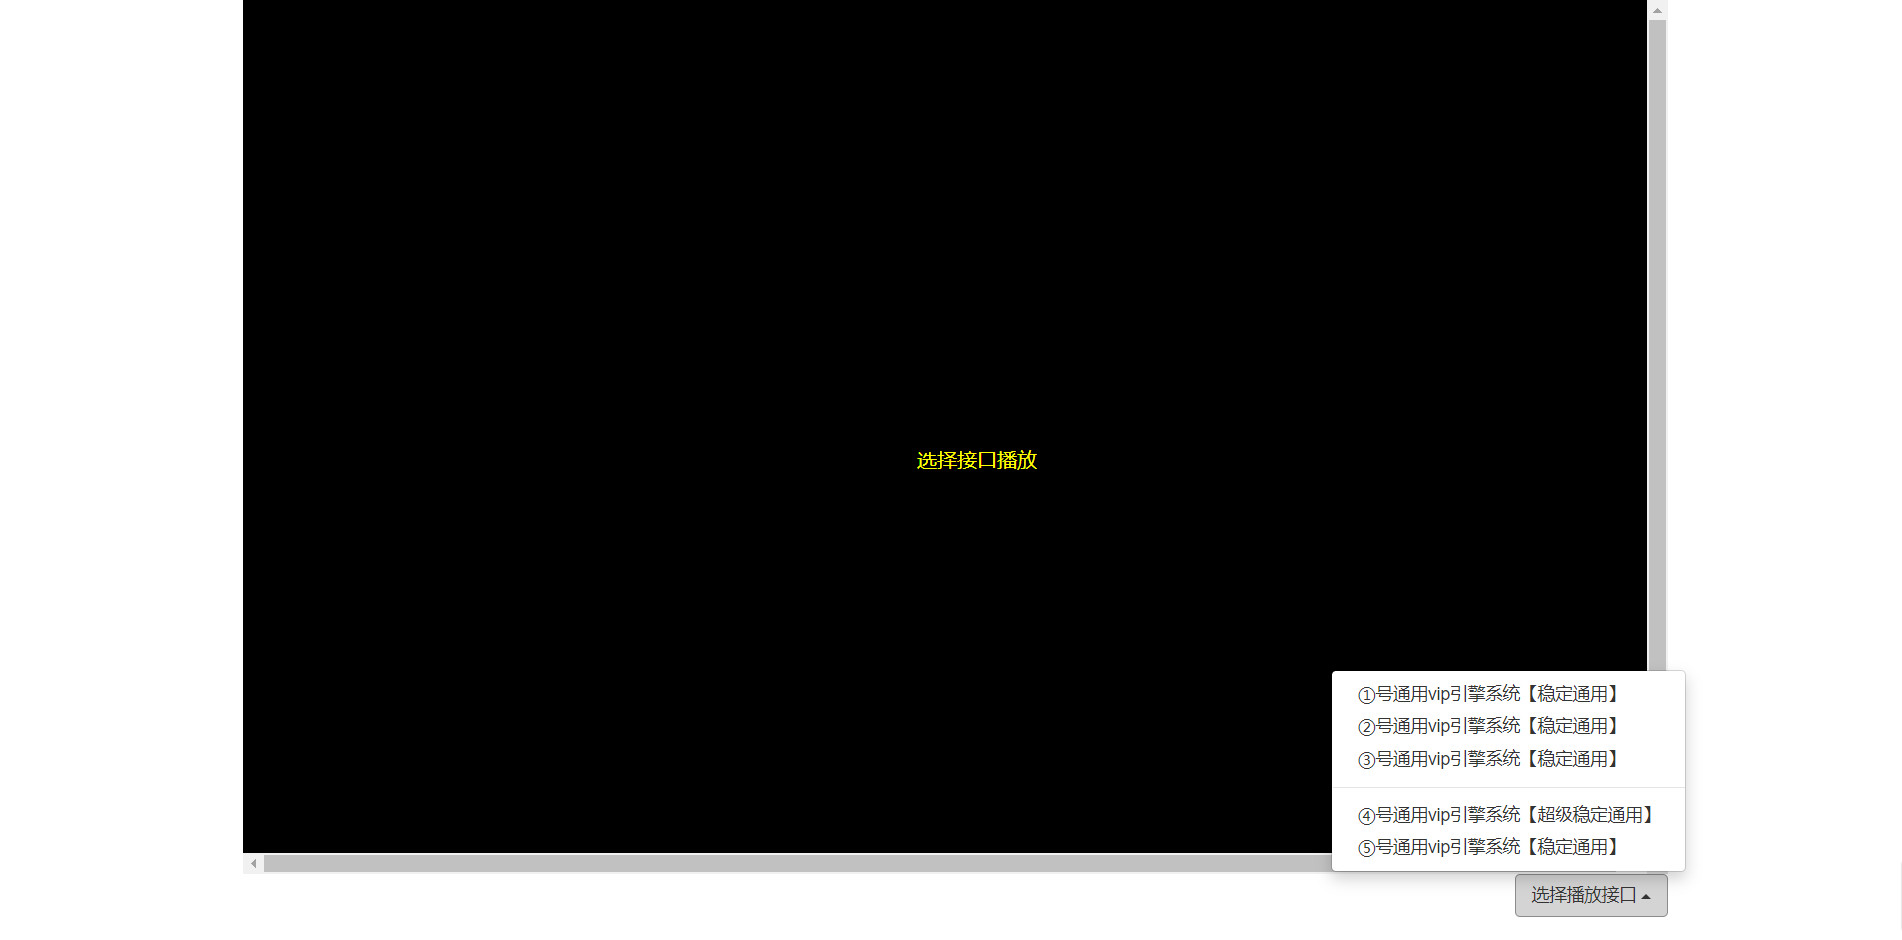 选择接口播放
①号通用vip引擎系统【稳定通用】
②号通用vip引擎系统【稳定通用】
③号通用vip引擎系统【稳定通用】
④号通用vip引擎系统【超级稳定通用】
⑤号通用vip引擎系统【稳定通用】
选择播放接口